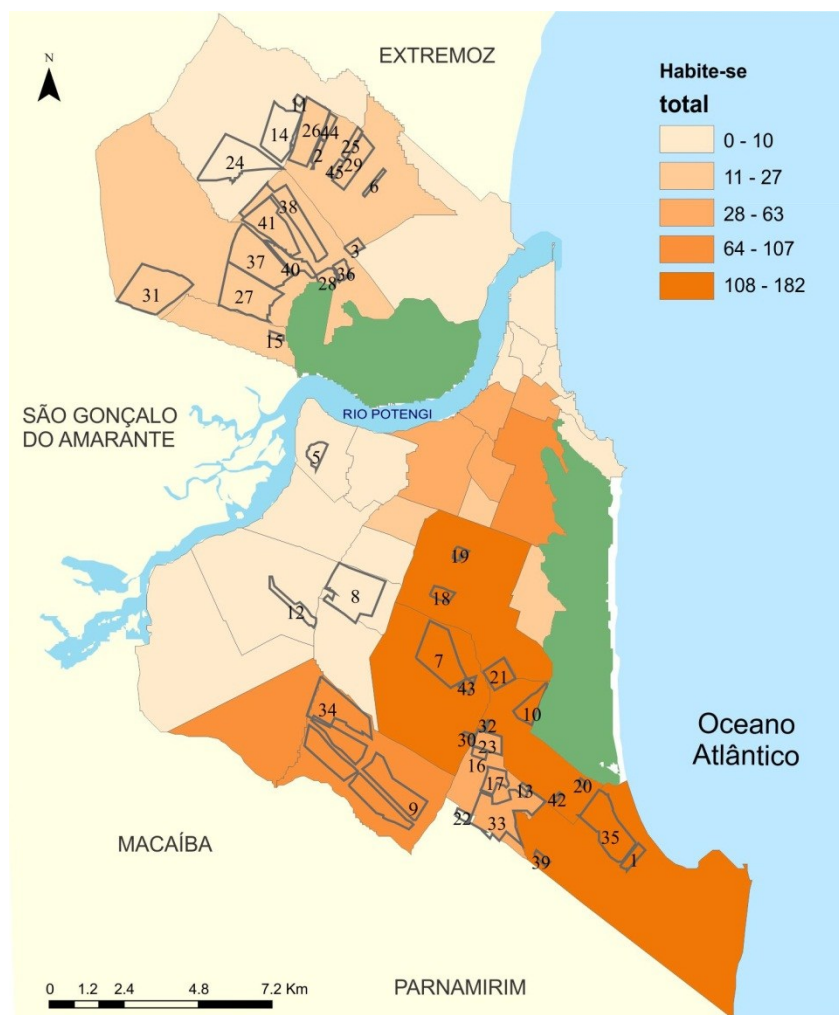 EXTREMOZ
N
Habite-se
total
0 - 10
11 - 27
28 - 63
64 - 107
108 - 182
11
14
26
44
24
2
25
45
29
6
38
41
3
37
40
36
28
31
27
15
SÃO GONÇALO
DO AMARANTE
RIO POTENGI
5
19
8
18
12
7
21
43
10
34
32
30
23
Oceano
Atlântico
16
17
13
20
42
9
22
33
35
1
39
MACAÍBA
PARNAMIRIM
0 1.2 2.4 4.8 7.2 Km